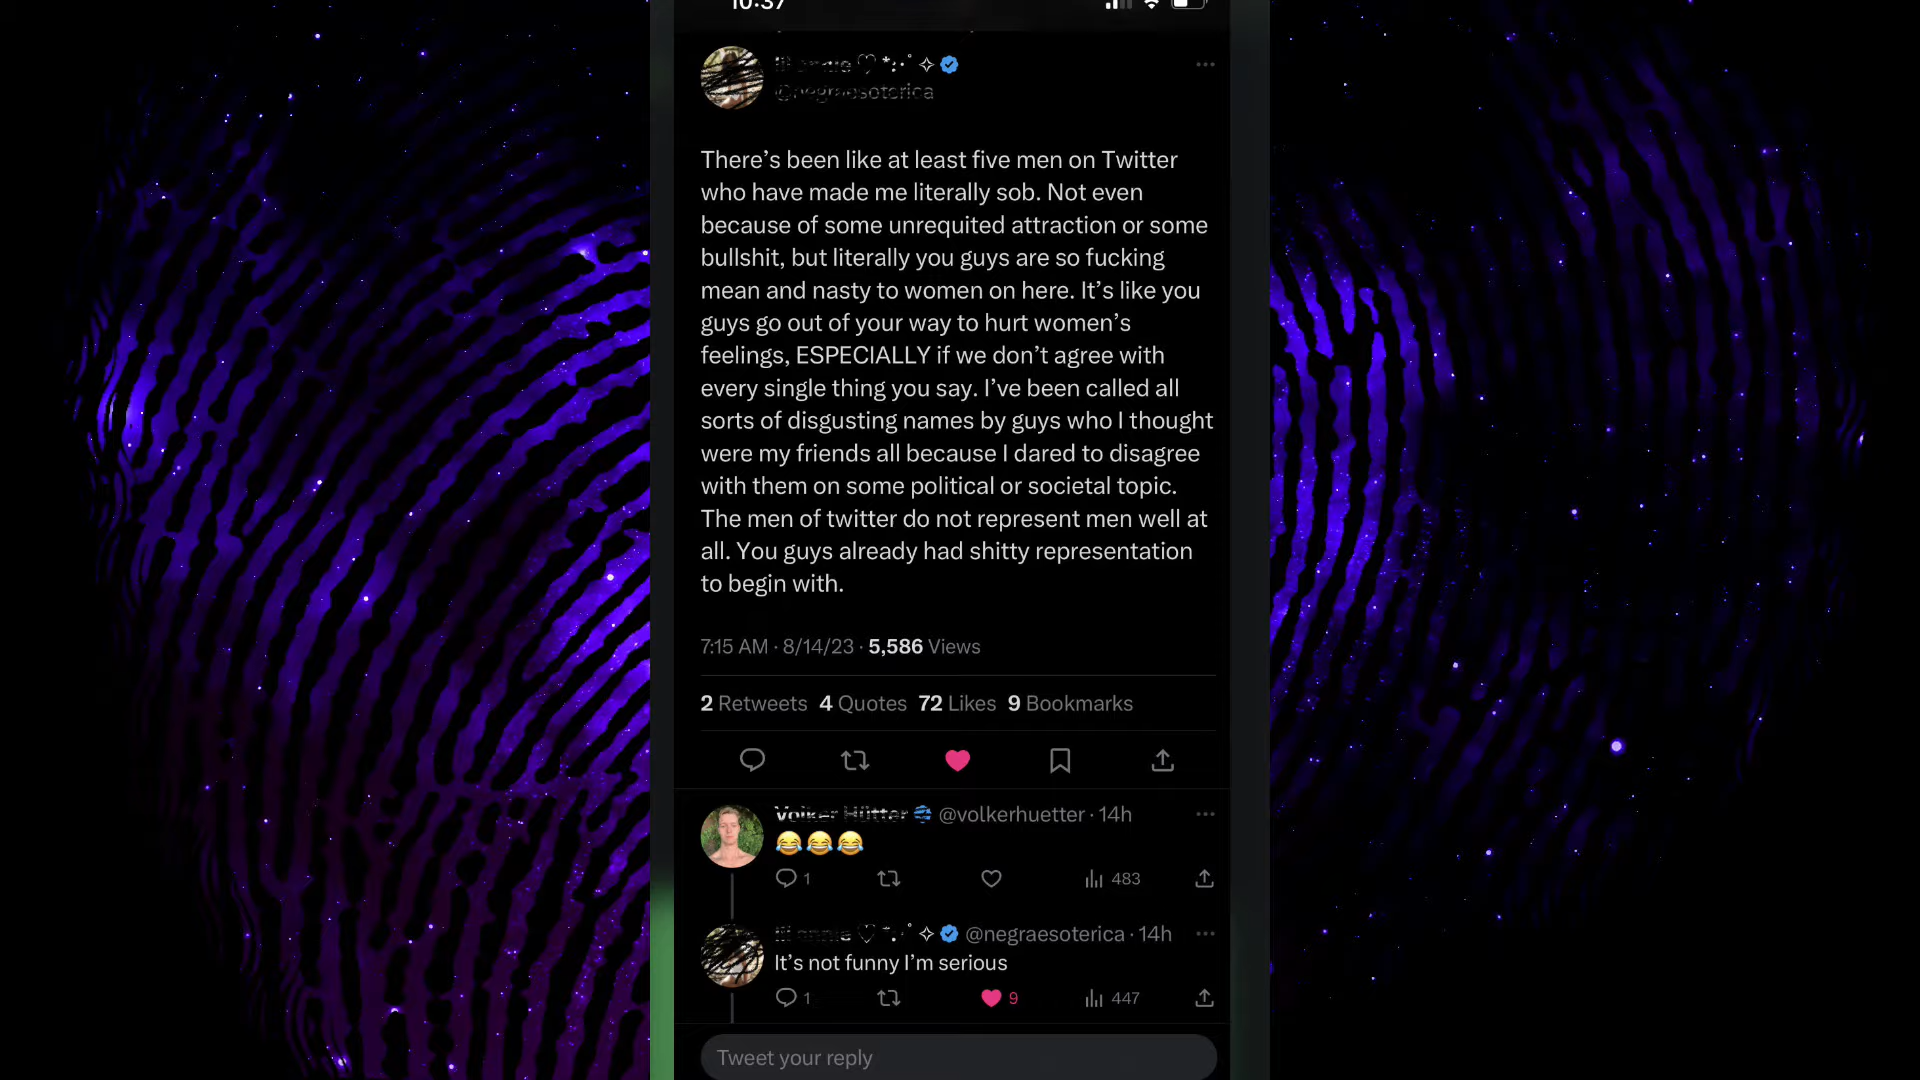 10:37
@negraesoterica
There’s been like at least five men on Twitter
who have made me literally sob. Not even
because of some unrequited attraction or some
bullshit, but literally you guys are so fucking
mean and nasty to women on here. It’s like you
guys go out of your way to hurt women’s
feelings, ESPECIALLY if we don’t agree with
every single thing you say. I’ve been called all
sorts of disgusting names by guys who I thought
were my friends all because I dared to disagree
with them on some political or societal topic.
The men of twitter do not represent men well at
all. You guys already had shitty representation
to begin with.
7:15 AM · 8/14/23 · 5,586 Views
2 Retweets 4 Quotes 72 Likes 9 Bookmarks
Volker Hütter @volkerhuetter · 14h
😂😂😂
1 483
@negraesoterica · 14h
It’s not funny I’m serious
1 9 447
Tweet your reply